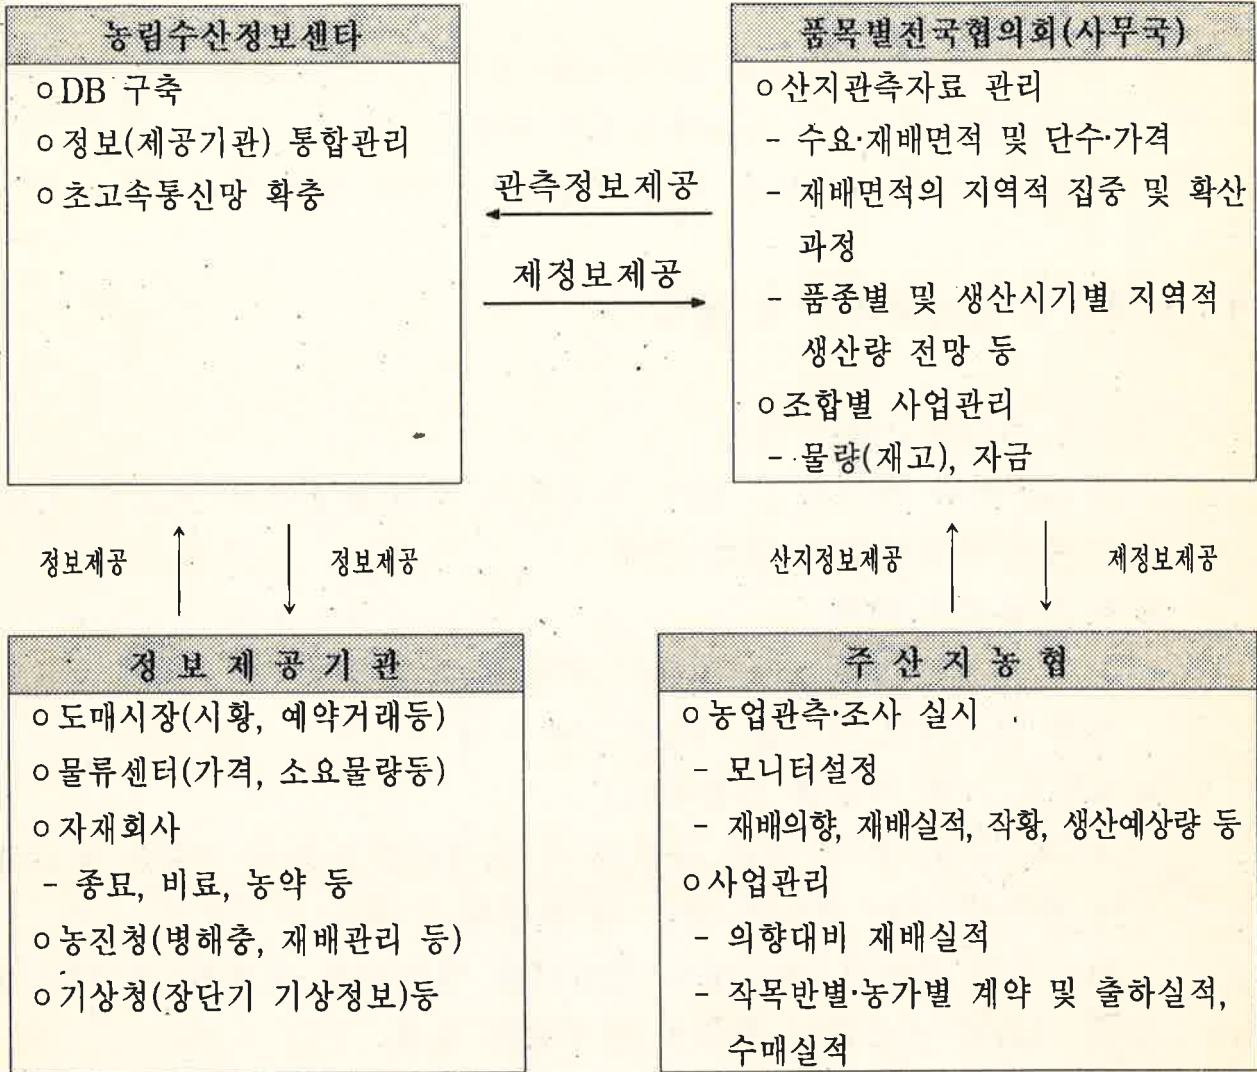 농림수산정보센타
○DB 구축
○정보(제공기관) 통합관리
○초고속통신망 확충
관측정보제공
제정보제공
품목별전국협의회(사무국)
○산지관측자료 관리
- 수요·재배면적 및 단수·가격
- 재배면적의 지역적 집중 및 확산
과정
- 품종별 및 생산시기별 지역적
생산량 전망 등
○조합별 사업관리
- 물량(재고), 자금
정보제공
정보제공
산지정보제공
제정보제공
정보제공기관
○도매시장(시황, 예약거래등)
○물류센터(가격, 소요물량등)
○자재회사
- 종묘, 비료, 농약 등
○농진청(병해충, 재배관리 등)
○기상청(장단기 기상정보)등
주산지농협
○농업관측·조사 실시
- 모니터설정
- 재배의향, 재배실적, 작황, 생산예상량 등
○사업관리
- 의향대비 재배실적
- 작목반별·농가별 계약 및 출하실적,
수매실적